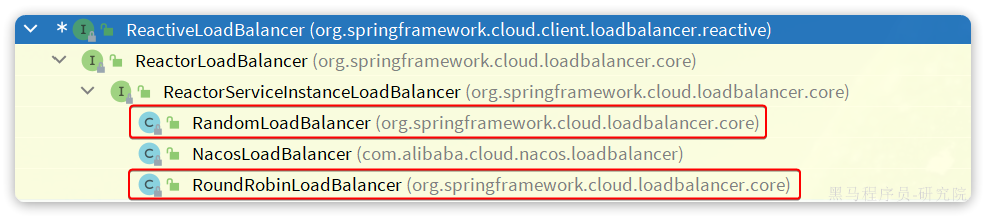 * ReactiveLoadBalancer (org.springframework.cloud.client.loadbalancer.reactive)
ReactorLoadBalancer (org.springframework.cloud.loadbalancer.core)
ReactorServiceInstanceLoadBalancer (org.springframework.cloud.loadbalancer.core)
RandomLoadBalancer (org.springframework.cloud.loadbalancer.core)
NacosLoadBalancer (com.alibaba.cloud.nacos.loadbalancer)
RoundRobinLoadBalancer (org.springframework.cloud.loadbalancer.core)
黑马程序员-研究院